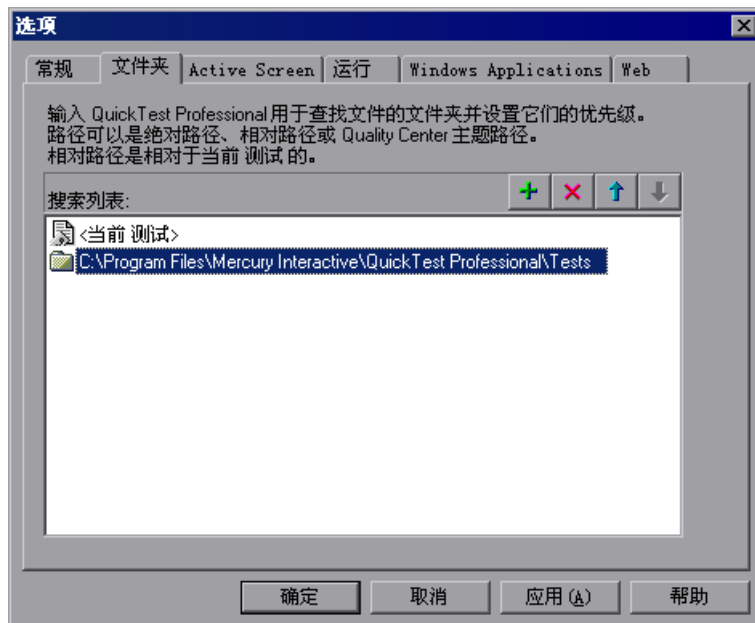 选项
常规 文件夹 Active Screen 运行 Windows Applications Web
输入 QuickTest Professional 用于查找文件的文件夹并设置它们的优先级。
路径可以是绝对路径、相对路径或 Quality Center 主题路径。
相对路径是相对于当前 测试 的。
搜索列表:
<当前 测试>
C:\Program Files\Mercury Interactive\QuickTest Professional\Tests
确定 取消 应用(A) 帮助